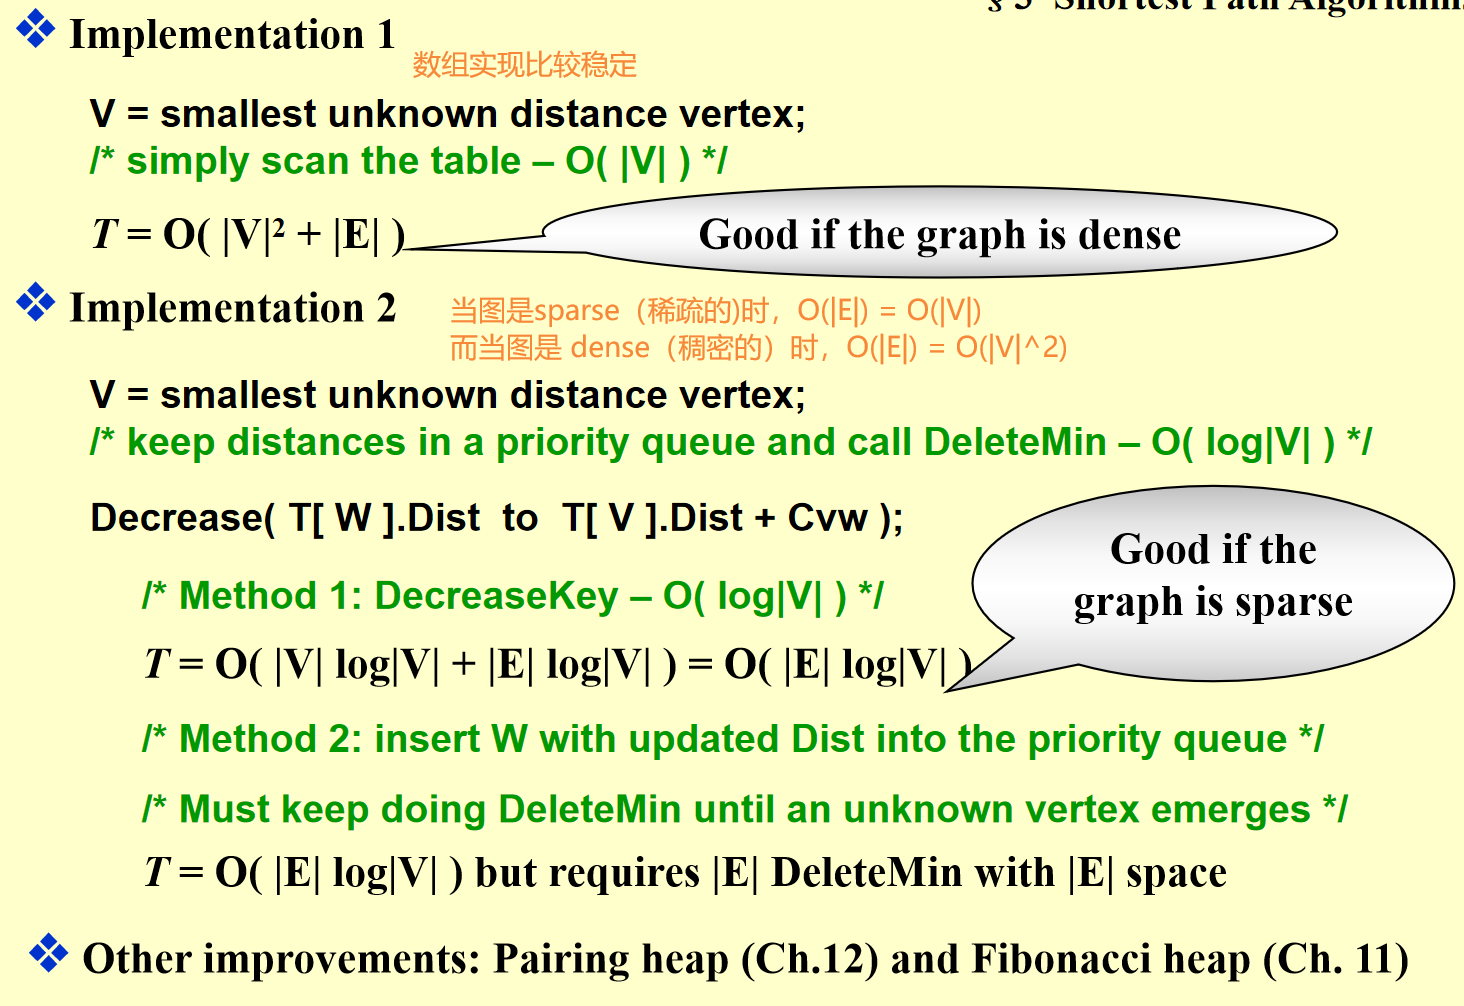 § 3 Shortest Path Algorithms
Implementation 1
数组实现比较稳定
V = smallest unknown distance vertex;
/* simply scan the table – O( |V| ) */
T = O( |V|² + |E| )
Good if the graph is dense
Implementation 2
当图是sparse（稀疏的)时，O(|E|) = O(|V|)
而当图是 dense（稠密的）时，O(|E|) = O(|V|^2)
V = smallest unknown distance vertex;
/* keep distances in a priority queue and call DeleteMin – O( log|V| ) */
Decrease( T[ W ].Dist to T[ V ].Dist + Cvw );
Good if the
graph is sparse
/* Method 1: DecreaseKey – O( log|V| ) */
T = O( |V| log|V| + |E| log|V| ) = O( |E| log|V| )
/* Method 2: insert W with updated Dist into the priority queue */
/* Must keep doing DeleteMin until an unknown vertex emerges */
T = O( |E| log|V| ) but requires |E| DeleteMin with |E| space
Other improvements: Pairing heap (Ch.12) and Fibonacci heap (Ch. 11)